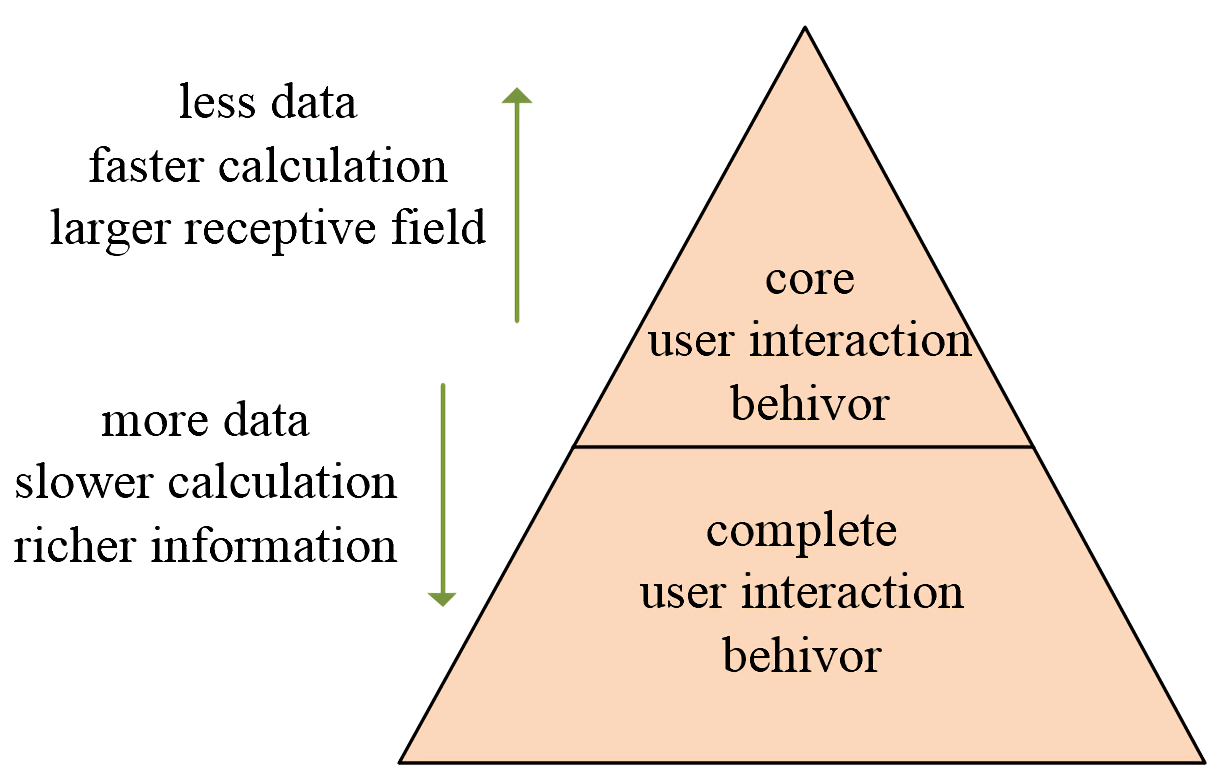 less data
faster calculation
larger receptive field
core
user interaction
behivor
more data
slower calculation
richer information
complete
user interaction
behivor